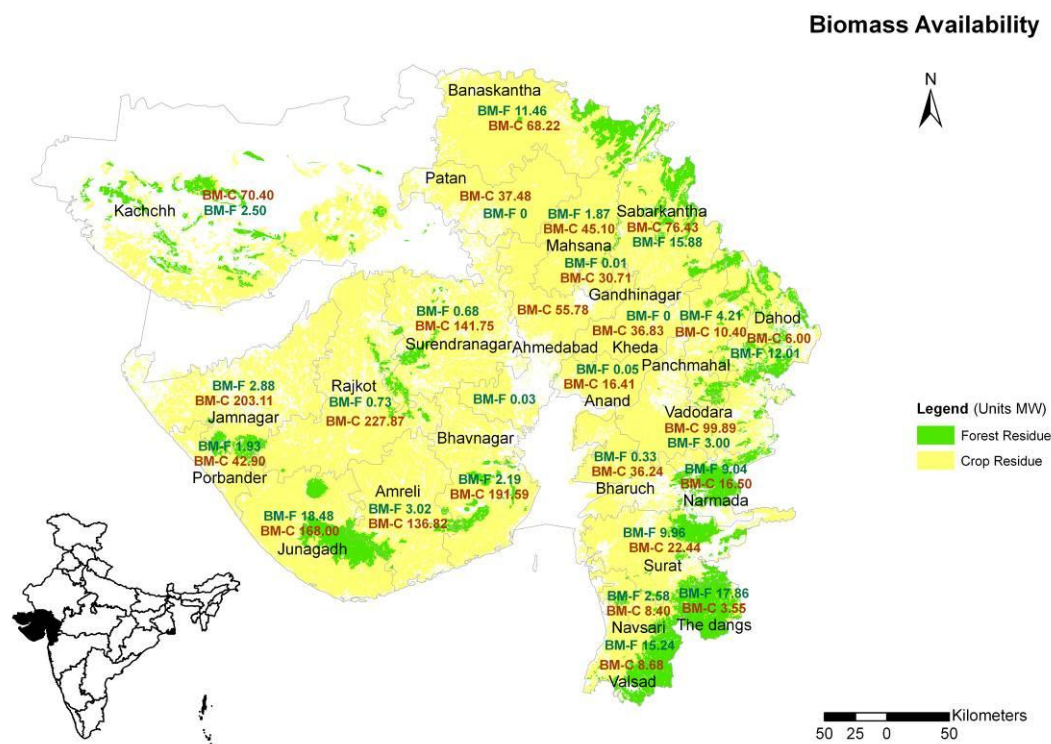 Biomass Availability
N
Banaskantha
BM-F 11.46
BM-C 68.22
Patan
BM-C 37.48
BM-F 0
BM-F 1.87
BM-C 45.10
Mahsana
Sabarkantha
BM-C 76.43
BM-F 15.88
BM-C 70.40
Kachchh
BM-F 2.50
BM-F 0.01
BM-C 30.71
Gandhinagar
BM-F 0.68
BM-C 141.75
Surendranagar
BM-C 55.78
Ahmedabad
BM-F 0
BM-C 36.83
Kheda
BM-F 4.21
BM-C 10.40
Panchmahal
Dahod
BM-C 6.00
BM-F 12.01
BM-F 0.05
BM-C 16.41
Anand
BM-F 2.88
BM-C 203.11
Jamnagar
Rajkot
BM-F 0.73
BM-C 227.87
BM-F 0.03
Vadodara
BM-C 99.89
BM-F 3.00
Legend (Units MW)
Forest Residue
Crop Residue
BM-F 1.93
BM-C 42.90
Porbander
Bhavnagar
BM-F 2.19
BM-C 191.59
BM-F 0.33
BM-C 36.24
Bharuch
BM-F 9.04
BM-C 16.50
Narmada
Amreli
BM-F 3.02
BM-C 136.82
BM-F 18.48
BM-C 168.00
Junagadh
BM-F 9.96
BM-C 22.44
Surat
BM-F 2.58
BM-C 8.40
Navsari
BM-F 17.86
BM-C 3.55
The dangs
BM-F 15.24
BM-C 8.68
Valsad
Kilometers
50 25 0 50